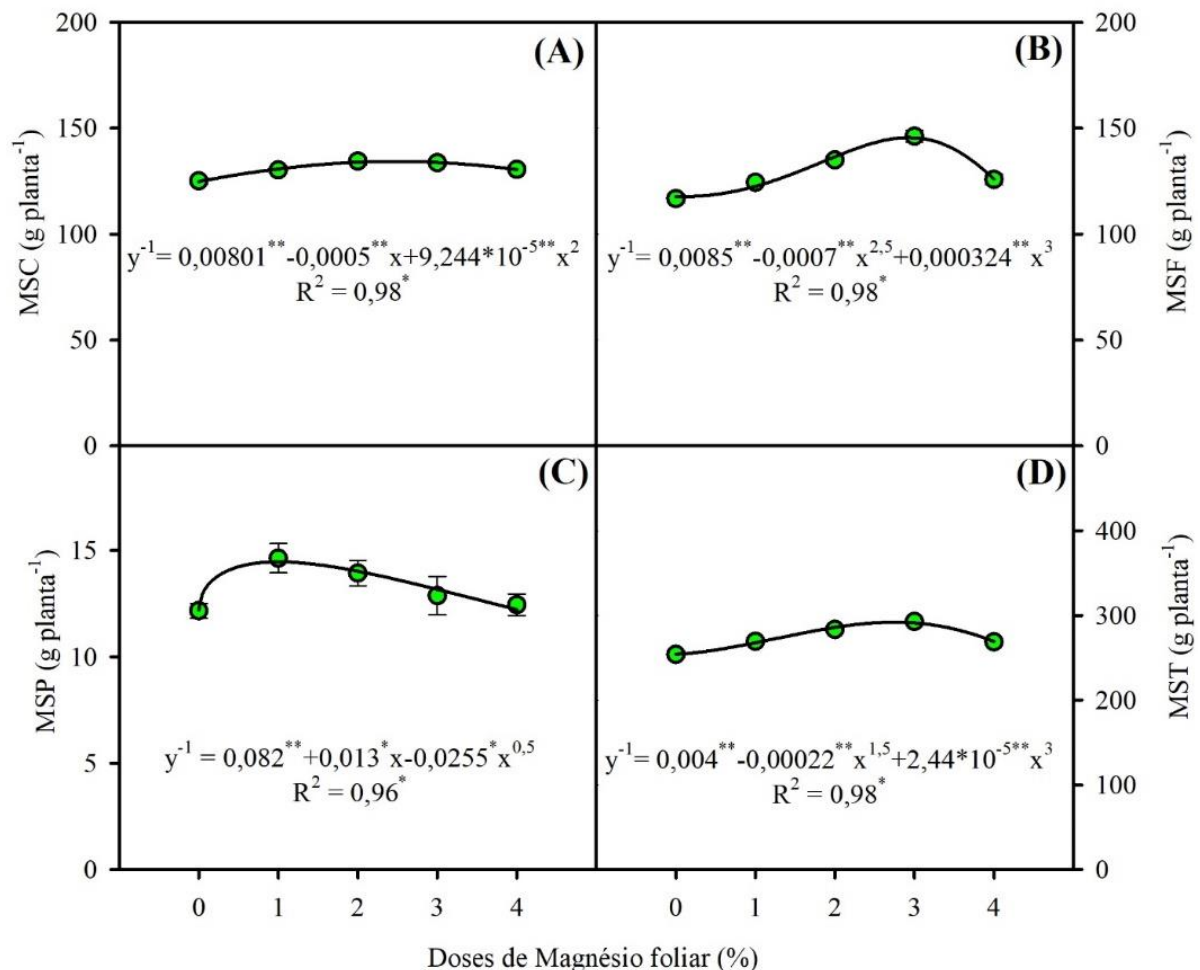 (A)
200
150
100
50
0
MSC (g planta⁻¹)
y⁻¹= 0,00801**-0,0005**x+9,244*10⁻⁵**x²
R² = 0,98*
(B)
200
150
100
50
0
MSF (g planta⁻¹)
y⁻¹= 0,0085**-0,0007**x²,⁵+0,000324**x³
R² = 0,98*
(C)
15
10
5
0
MSP (g planta⁻¹)
y⁻¹ = 0,082**+0,013*x-0,0255*x⁰,⁵
R² = 0,96*
0 1 2 3 4
(D)
400
300
200
100
0
MST (g planta⁻¹)
y⁻¹= 0,004**-0,00022**x¹,⁵+2,44*10⁻⁵**x³
R² = 0,98*
0 1 2 3 4
Doses de Magnésio foliar (%)